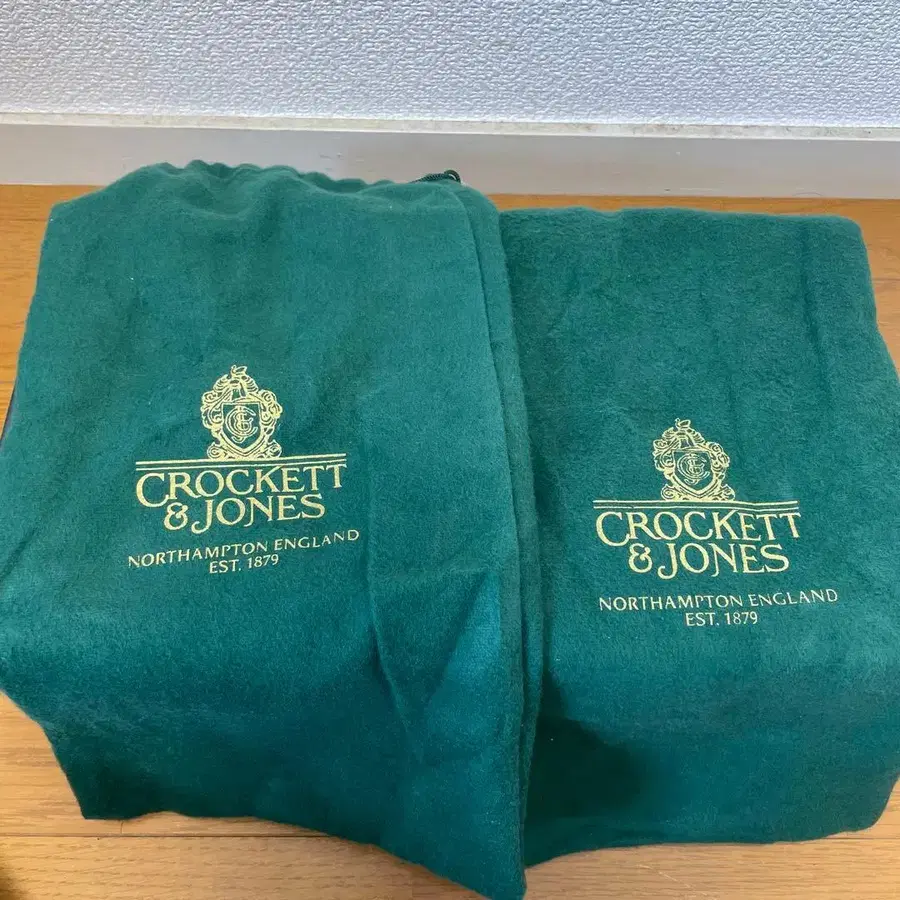 CROCKETT
& JONES
NORTHAMPTON ENGLAND
EST. 1879
CROCKETT
& JONES
NORTHAMPTON ENGLAND
EST. 1879